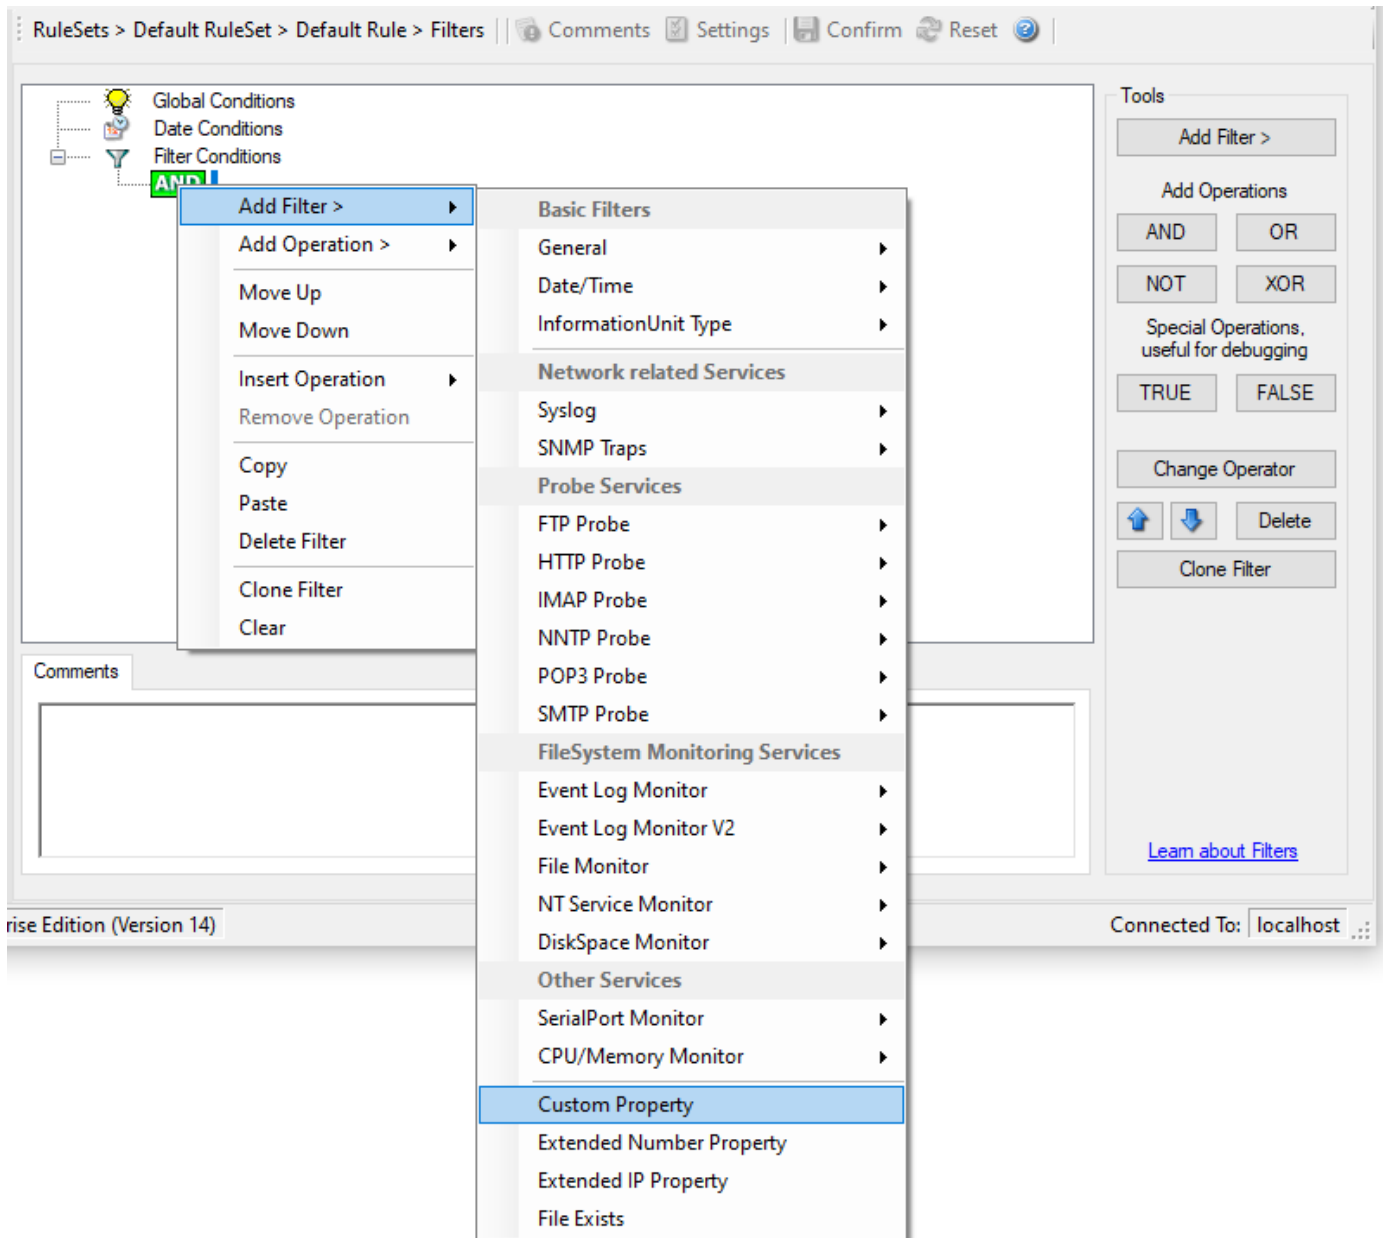 RuleSets > Default RuleSet > Default Rule > Filters Comments Settings Confirm Reset
Global Conditions
Date Conditions
Filter Conditions
AND
Add Filter >
Add Operation >
Move Up
Move Down
Insert Operation
Remove Operation
Copy
Paste
Delete Filter
Clone Filter
Clear
Basic Filters
General
Date/Time
InformationUnit Type
Network related Services
Syslog
SNMP Traps
Probe Services
FTP Probe
HTTP Probe
IMAP Probe
NNTP Probe
POP3 Probe
SMTP Probe
FileSystem Monitoring Services
Event Log Monitor
Event Log Monitor V2
File Monitor
NT Service Monitor
DiskSpace Monitor
Other Services
SerialPort Monitor
CPU/Memory Monitor
Custom Property
Extended Number Property
Extended IP Property
File Exists
Tools
Add Filter >
Add Operations
AND OR
NOT XOR
Special Operations,
useful for debugging
TRUE FALSE
Change Operator
Delete
Clone Filter
Learn about Filters
Comments
rise Edition (Version 14)
Connected To: localhost